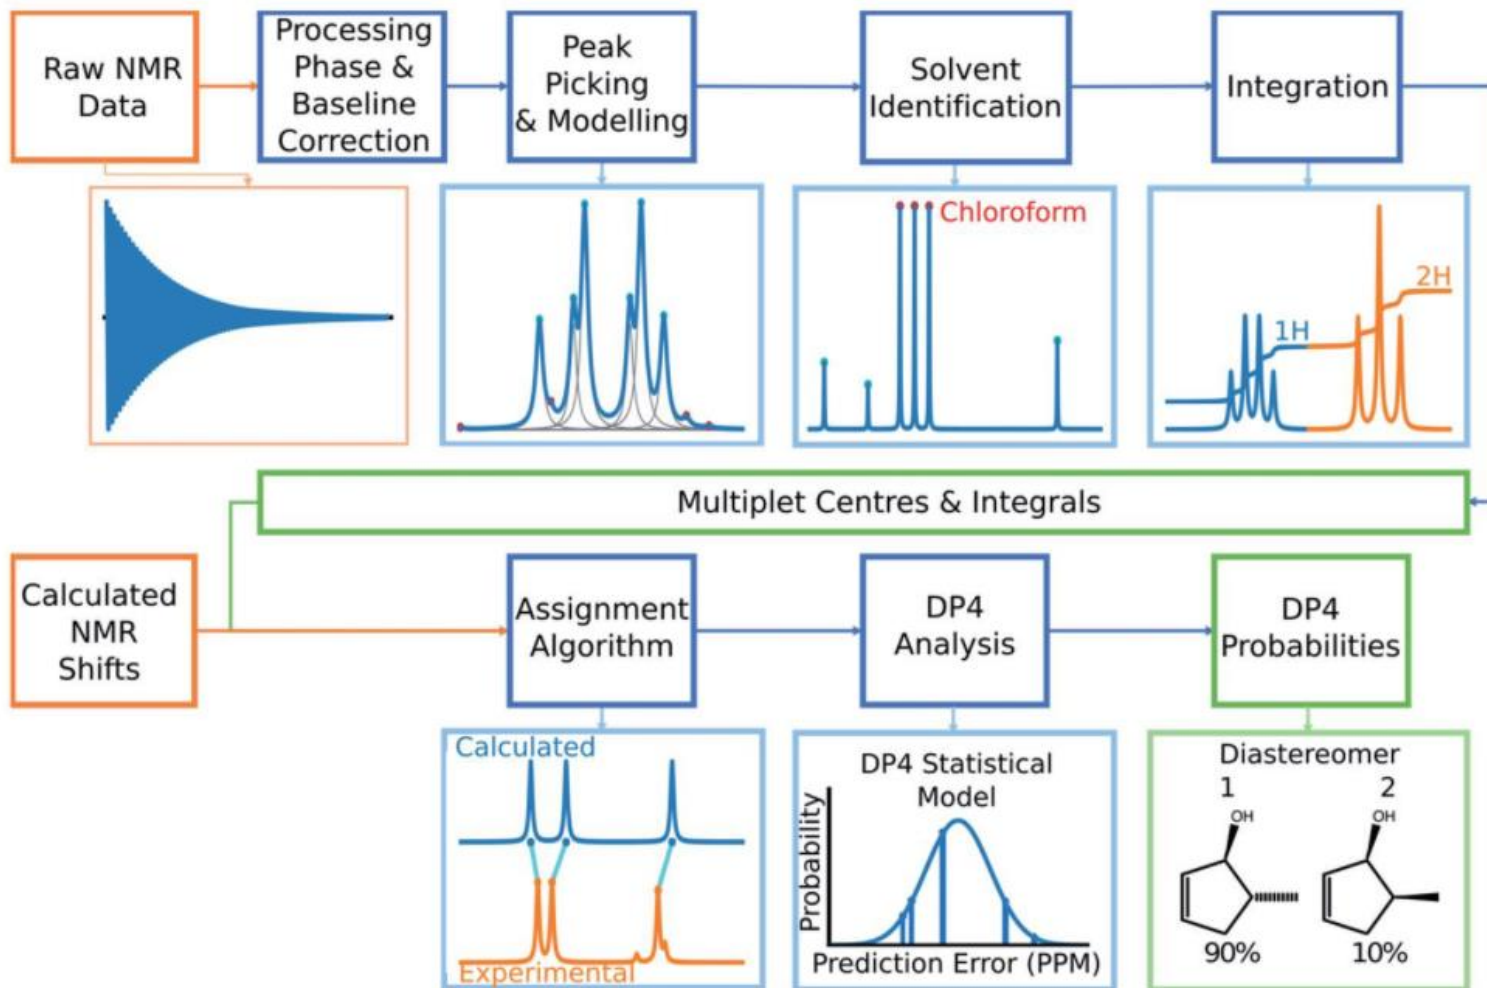 Raw NMR
Data
Processing
Phase &
Baseline
Correction
Peak
Picking
& Modelling
Solvent
Identification
Integration
Chloroform
1H
2H
Multiplet Centres & Integrals
Calculated
NMR
Shifts
Assignment
Algorithm
DP4
Analysis
DP4
Probabilities
Calculated
Experimental
DP4 Statistical
Model
Probability
Prediction Error (PPM)
Diastereomer
1 2
OH OH
90% 10%